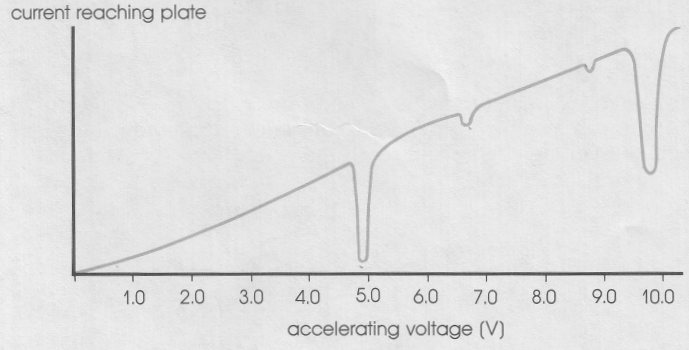 current reaching plate
1.0 2.0 3.0 4.0 5.0 6.0 7.0 8.0 9.0 10.0
accelerating voltage (V)